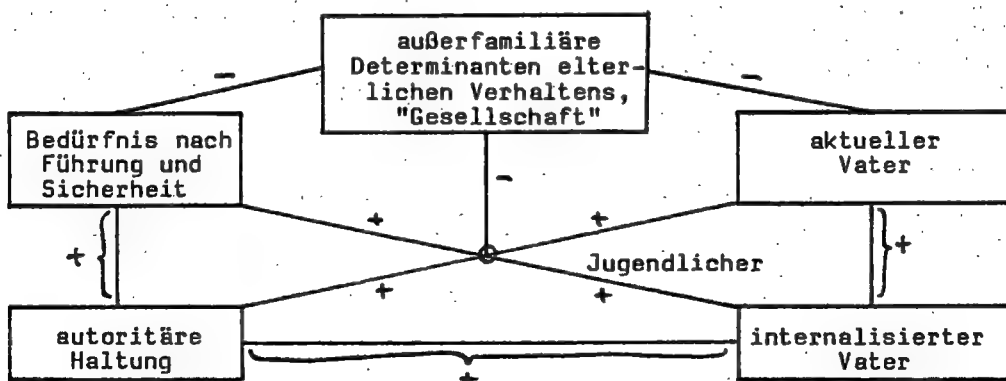 außerfamiliäre
Determinanten elter-
lichen Verhaltens,
"Gesellschaft"
-
-
Bedürfnis nach
Führung und
Sicherheit
aktueller
Vater
-
+
+
+
+
Jugendlicher
+
+
autoritäre
Haltung
internalisierter
Vater
+